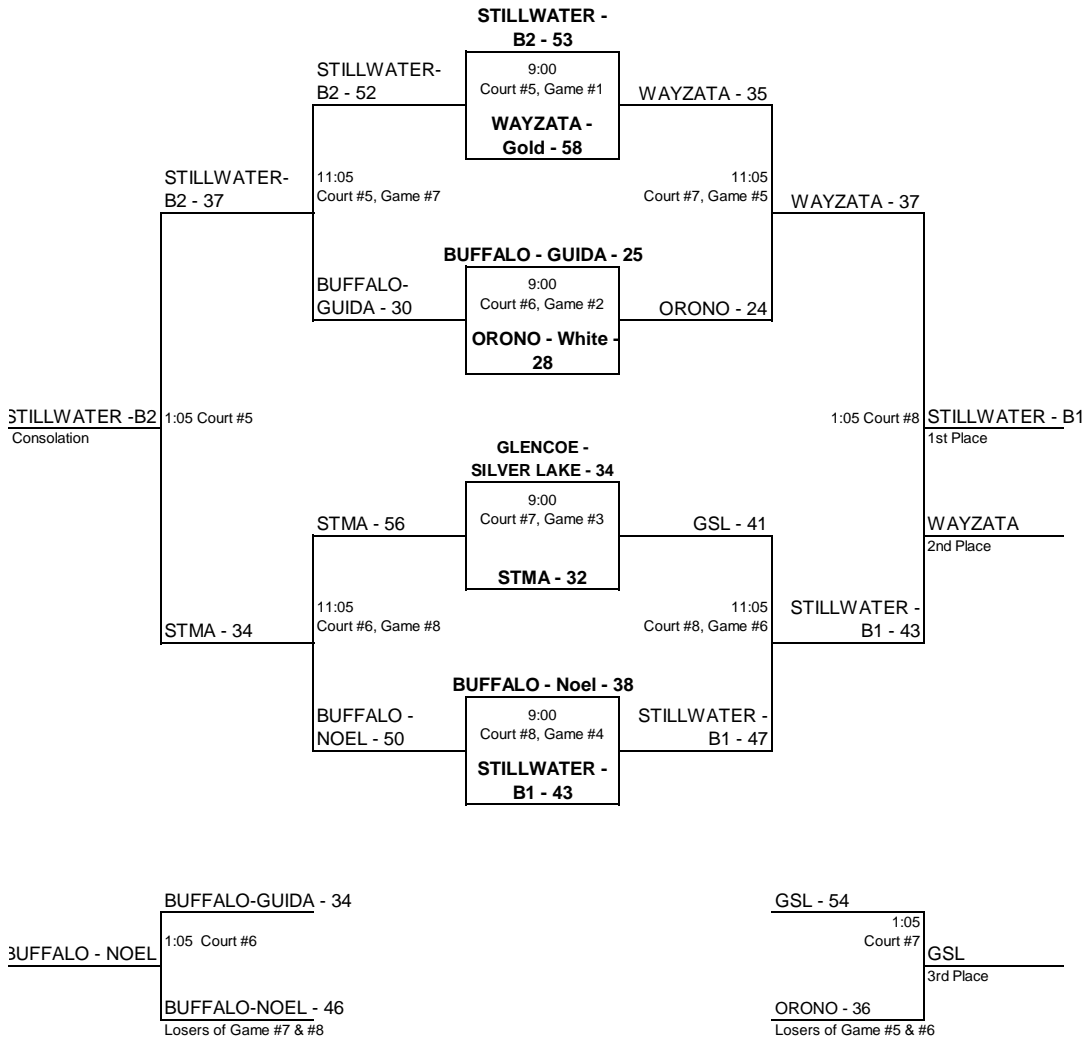 STILLWATER -
B2 - 53
STILLWATER-
B2 - 52
9:00
Court #5, Game #1
WAYZATA - 35
WAYZATA -
Gold - 58
STILLWATER-
B2 - 37
11:05
Court #5, Game #7
11:05
Court #7, Game #5
WAYZATA - 37
BUFFALO - GUIDA - 25
BUFFALO-
GUIDA - 30
9:00
Court #6, Game #2
ORONO - 24
ORONO - White -
28
STILLWATER -B2
Consolation
1:05 Court #5
1:05 Court #8
STILLWATER - B1
1st Place
GLENCOE -
SILVER LAKE - 34
STMA - 56
9:00
Court #7, Game #3
GSL - 41
WAYZATA
2nd Place
STMA - 32
STMA - 34
11:05
Court #6, Game #8
11:05
Court #8, Game #6
STILLWATER -
B1 - 43
BUFFALO - Noel - 38
BUFFALO -
NOEL - 50
9:00
Court #8, Game #4
STILLWATER -
B1 - 47
STILLWATER -
B1 - 43
BUFFALO-GUIDA - 34
GSL - 54
BUFFALO - NOEL
1:05 Court #6
1:05
Court #7
GSL
3rd Place
BUFFALO-NOEL - 46
Losers of Game #7 & #8
ORONO - 36
Losers of Game #5 & #6